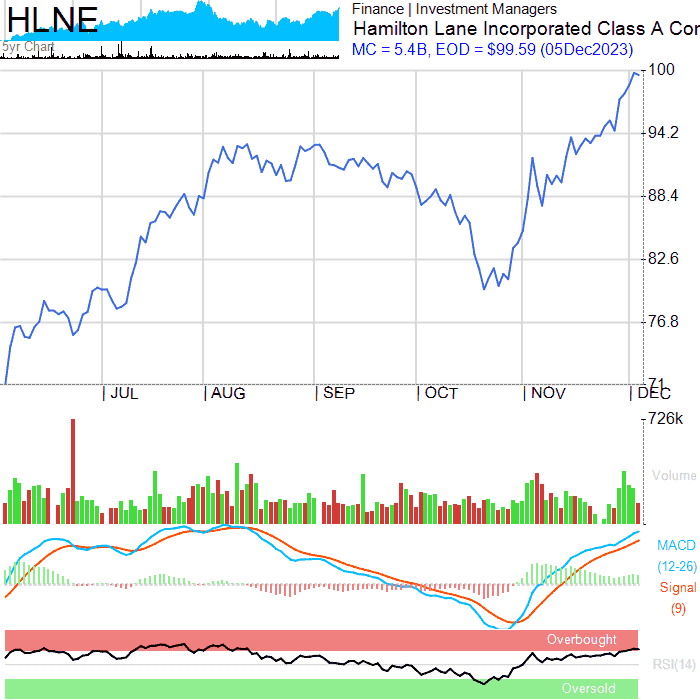 HLNE
5yr Chart
Finance | Investment Managers
Hamilton Lane Incorporated Class A Cor
MC = 5.4B, EOD = $99.59 (05Dec2023)
100
94.2
88.4
82.6
76.8
71
| JUL | AUG | SEP | OCT | NOV | DEC
726k
Volume
MACD
(12-26)
Signal
(9)
Overbought
RSI(14)
Oversold